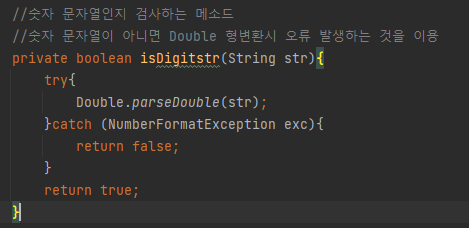 //숫자 문자열인지 검사하는 메소드
//숫자 문자열이 아니면 Double 형변환시 오류 발생하는 것을 이용
private boolean isDigitstr(String str){
    try{
        Double.parseDouble(str);
    }catch (NumberFormatException exc){
        return false;
    }
    return true;
}